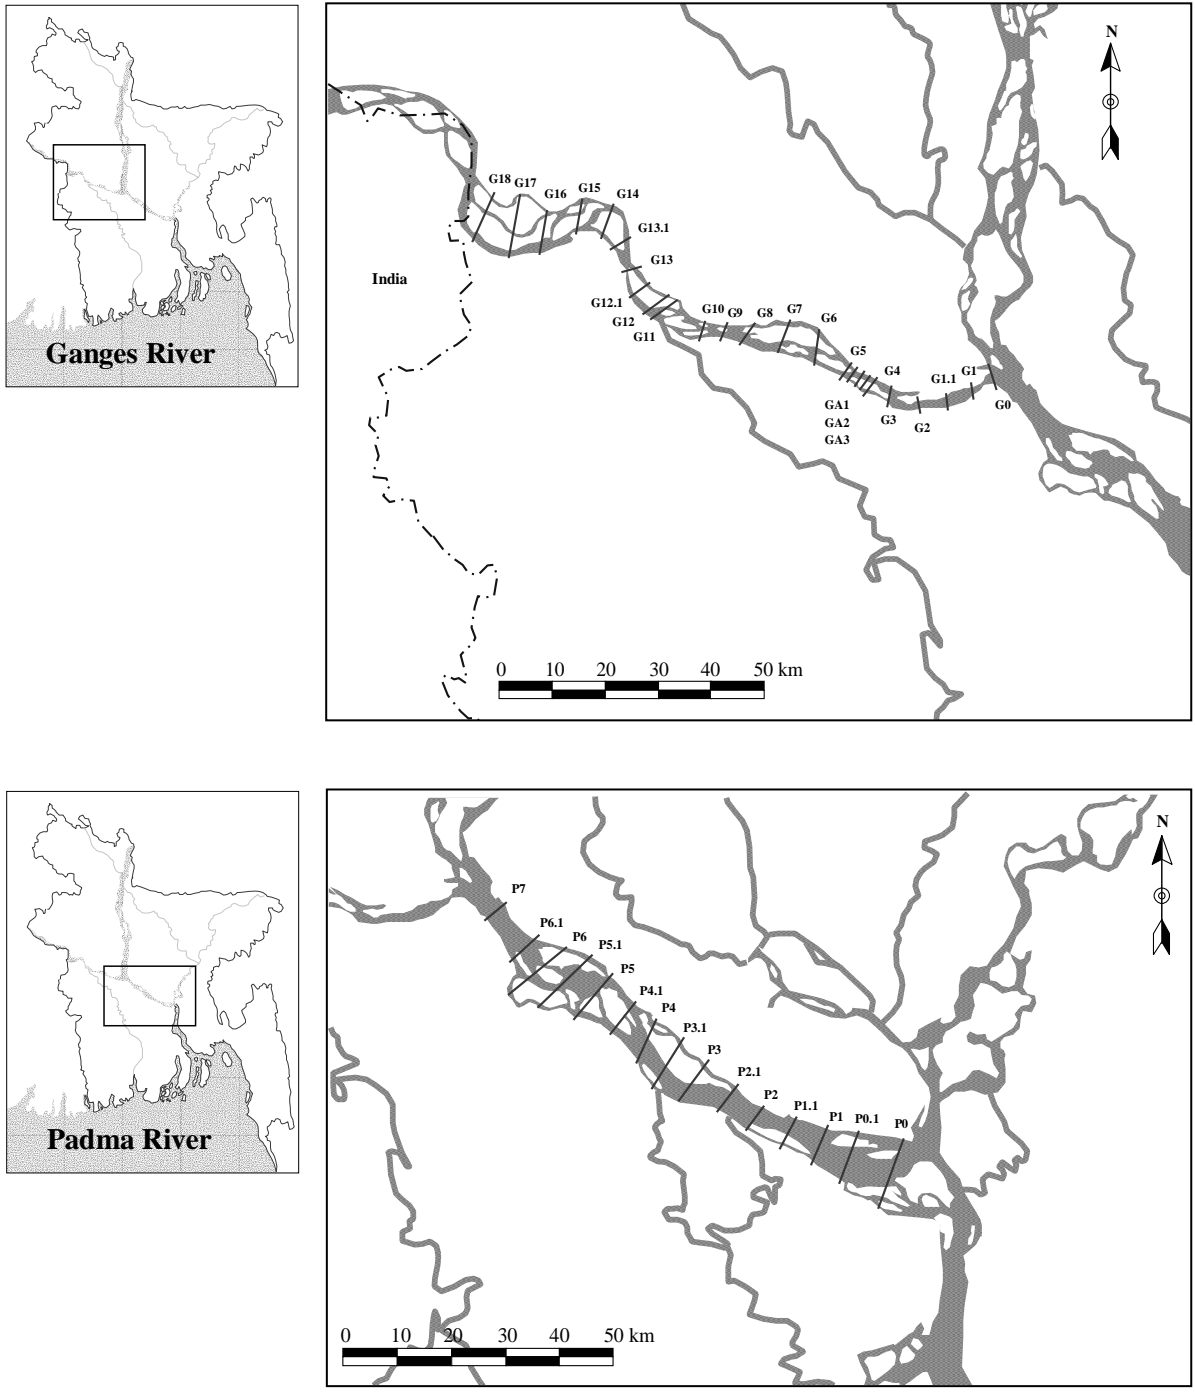 Ganges River
N
India
G18
G17
G16
G15
G14
G13.1
G13
G12.1
G12
G11
G10
G9
G8
G7
G6
G5
GA1
GA2
GA3
G4
G3
G2
G1.1
G1
G0
0 10 20 30 40 50 km
Padma River
N
P7
P6.1
P6
P5.1
P5
P4.1
P4
P3.1
P3
P2.1
P2
P1.1
P1
P0.1
P0
0 10 20 30 40 50 km